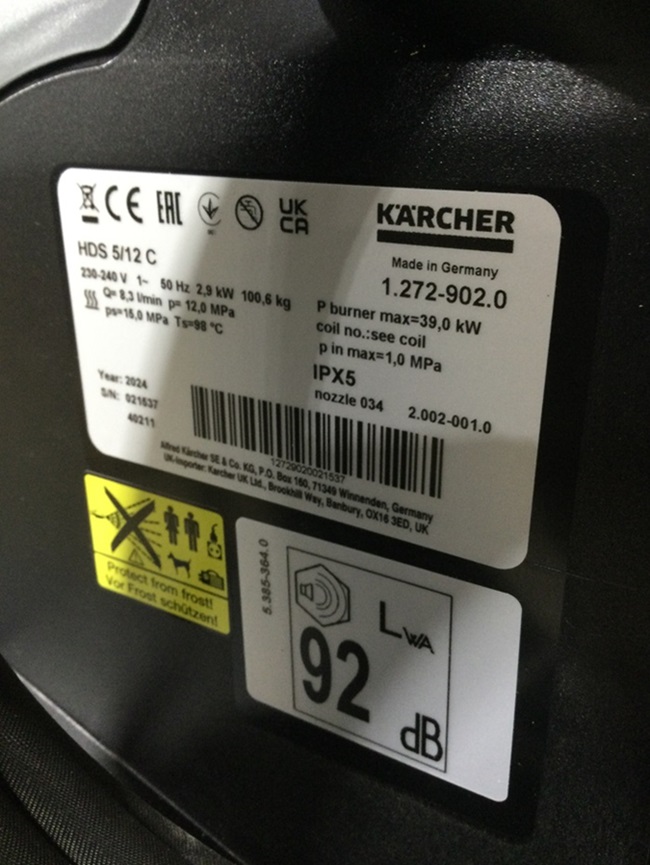 CE EAC UK
CA
KÄRCHER
HDS 5/12 C
Made in Germany
230-240 V 1~ 50 Hz 2,9 kW 100,6 kg
1.272-902.0
Q= 8,3 l/min p= 12,0 MPa
ps=15,0 MPa Ts=98 °C
P burner max=39,0 kW
coil no.:see coil
p in max=1,0 MPa
IPX5
nozzle 034 2.002-001.0
Year: 2024
S/N: 021537
40211
12729020021537
Alfred Kärcher SE & Co. KG, P.O. Box 160, 71349 Winnenden, Germany
UK-Importer: Karcher UK Ltd., Brookhill Way, Banbury, OX16 3ED, UK
Protect from frost!
Vor Frost schützen!
5.385-364.0
LWA
92
dB